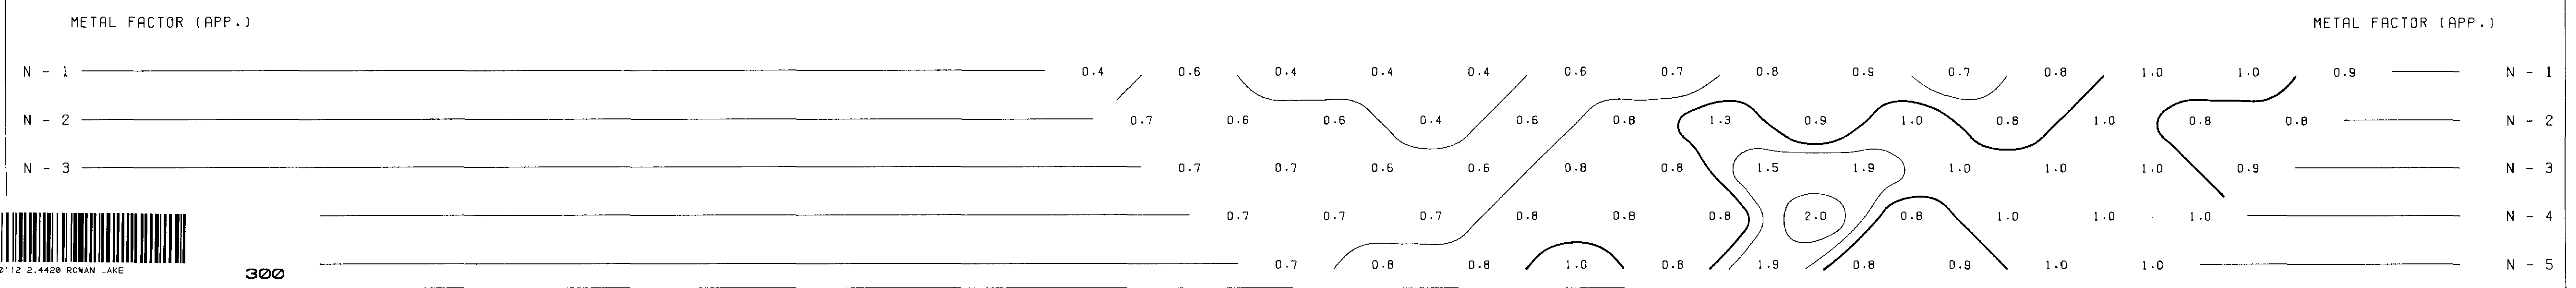 METAL FACTOR (APP.) METAL FACTOR (APP.)
N - 1 0.4 0.6 0.4 0.4 0.4 0.6 0.7 0.8 0.9 0.7 0.8 1.0 1.0 0.9 N - 1
N - 2 0.7 0.6 0.6 0.4 0.6 0.8 1.3 0.9 1.0 0.8 1.0 0.8 0.8 N - 2
N - 3 0.7 0.7 0.6 0.6 0.8 0.8 1.5 1.9 1.0 1.0 1.0 0.9 N - 3
0.7 0.7 0.7 0.8 0.8 0.8 2.0 0.8 1.0 1.0 1.0 N - 4
0.7 0.8 0.8 1.0 0.8 1.9 0.8 0.9 1.0 1.0 N - 5
0112 2.4420 ROWAN LAKE
300